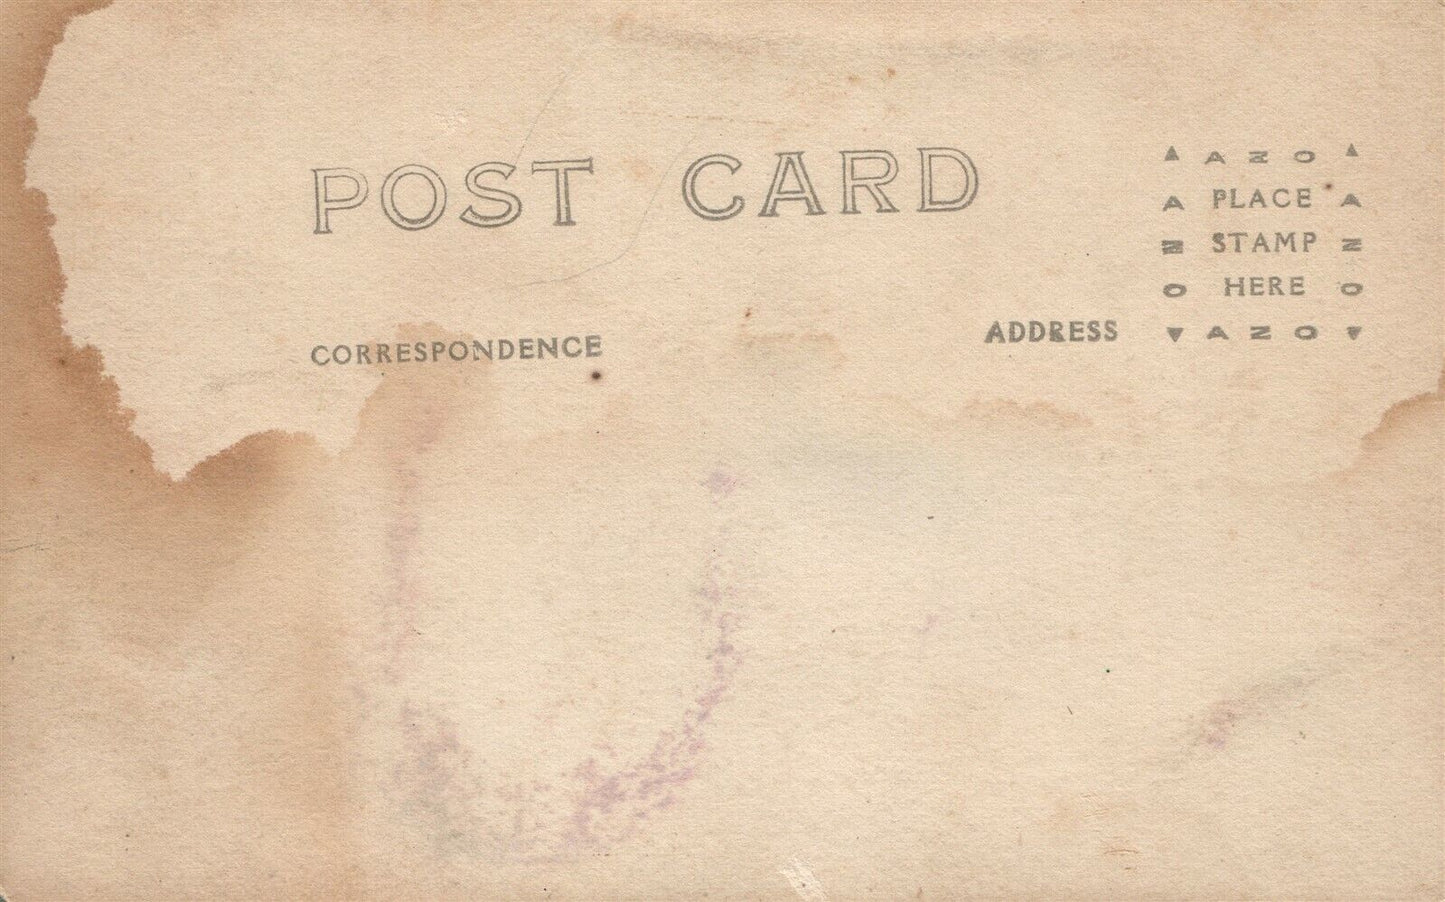 POST CARD
CORRESPONDENCE
ADDRESS
AZO
A PLACE A
Z STAMP Z
O HERE O
AZO